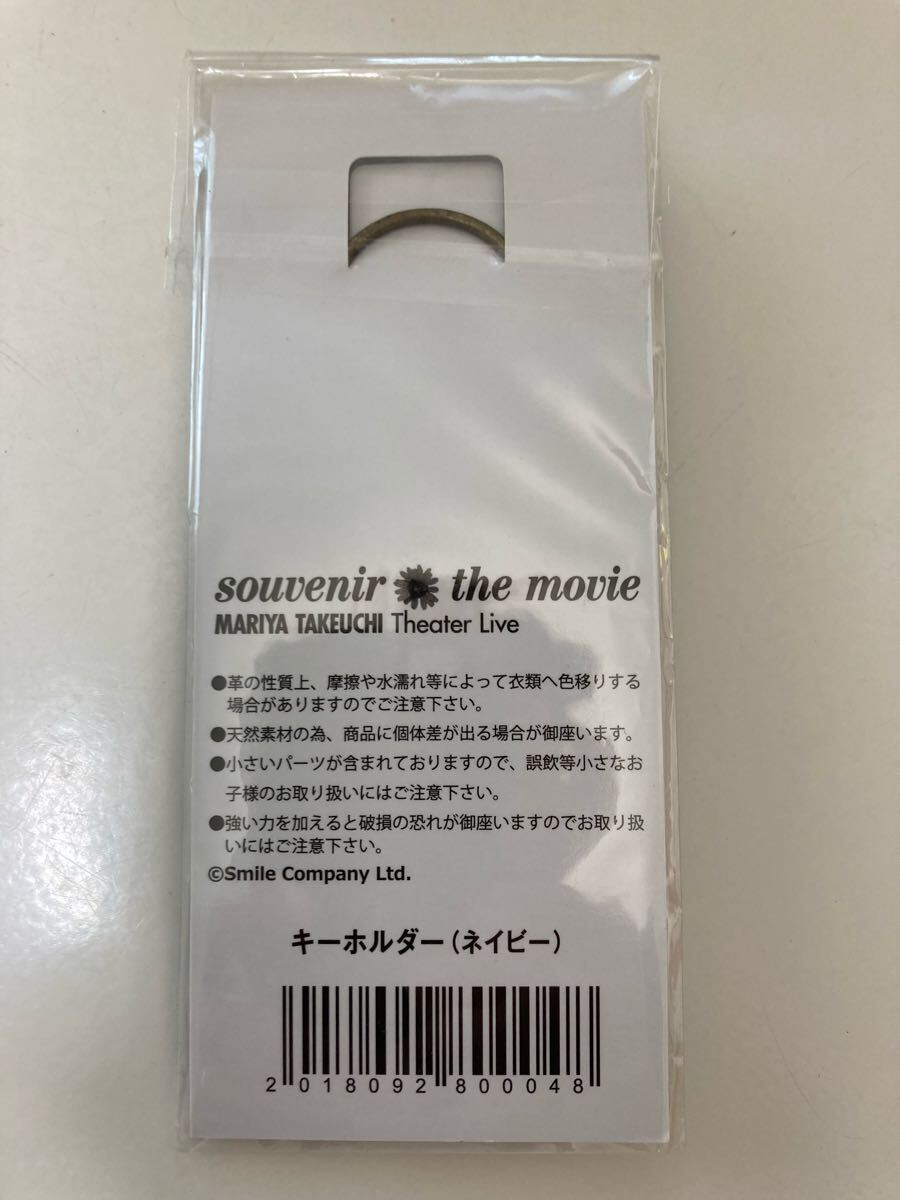 souvenir the movie
MARIYA TAKEUCHI Theater Live
●革の性質上、摩擦や水濡れ等によって衣類へ色移りする
場合がありますのでご注意下さい。
●天然素材の為、商品に個体差が出る場合が御座います。
●小さいパーツが含まれておりますので、誤飲等小さなお
子様のお取り扱いにはご注意下さい。
●強い力を加えると破損の恐れが御座いますのでお取り扱
いにはご注意下さい。
©Smile Company Ltd.
キーホルダー(ネイビー)
2 018092 800048